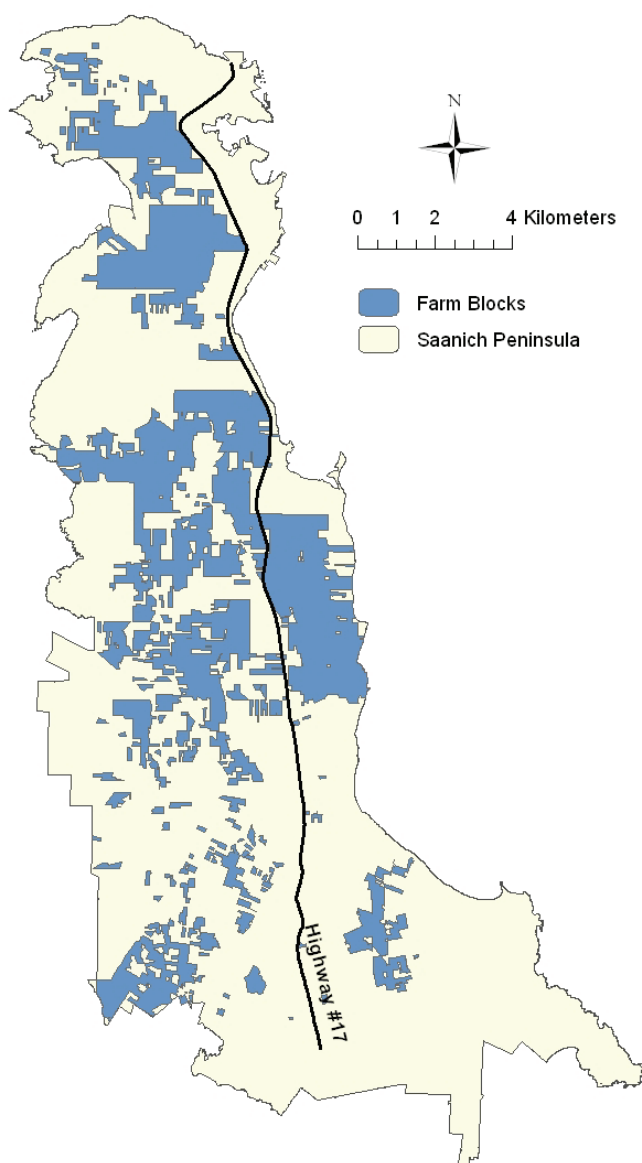 N
0 1 2 4 Kilometers
Farm Blocks
Saanich Peninsula
Highway #17